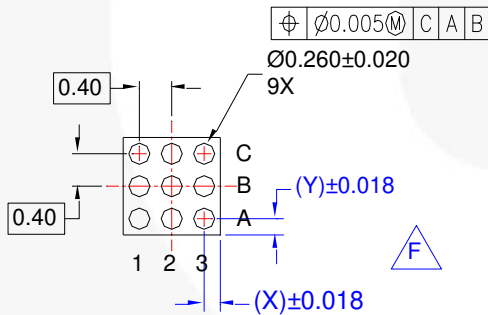 ⌖ Ø0.005Ⓜ C A B
Ø0.260±0.020
9X
0.40
C
B
(Y)±0.018
A
0.40
F
1 2 3
(X)±0.018